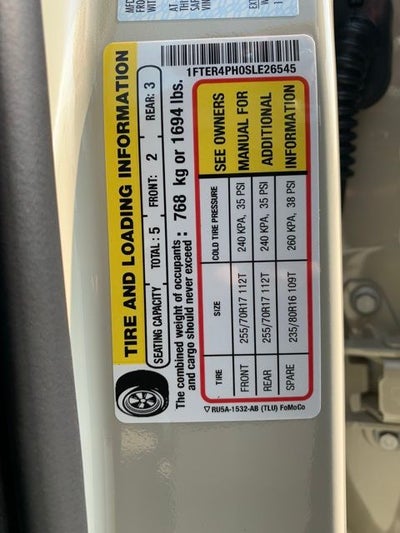 1FTER4PH0SLE26545
TIRE AND LOADING INFORMATION
SEATING CAPACITY TOTAL: 5 FRONT: 2 REAR: 3
The combined weight of occupants
and cargo should never exceed: 768 kg or 1694 lbs.
TIRE SIZE COLD TIRE PRESSURE
FRONT 255/70R17 112T 240 KPA, 35 PSI
REAR 255/70R17 112T 240 KPA, 35 PSI
SPARE 235/80R16 109T 260 KPA, 38 PSI
SEE OWNERS
MANUAL FOR
ADDITIONAL
INFORMATION
RU5A-1532-AB (TLU) FoMoCo